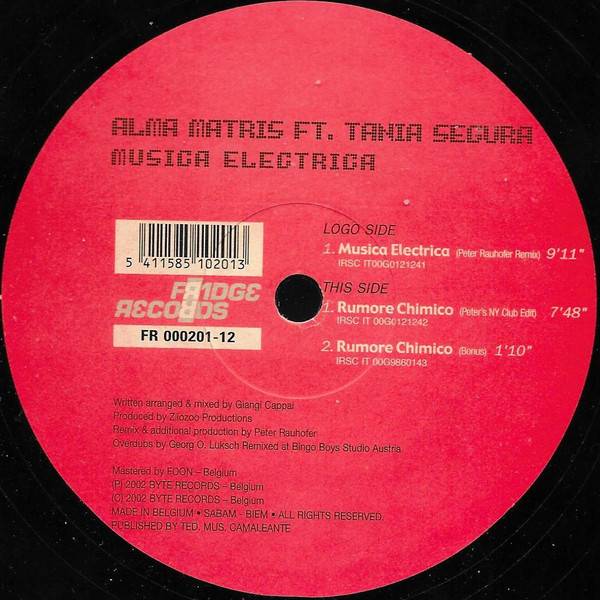 ALMA MATRIS FT. TANIA SEGURA
MUSICA ELECTRICA
5 411585 102013
FRIDGE
RECORDS
FR 000201-12
LOGO SIDE
1. Musica Electrica (Peter Rauhofer Remix) 9'11"
IRSC IT00G0121241
THIS SIDE
1. Rumore Chimico (Peter's NY Club Edit) 7'48"
IRSC IT 00G0121242
2. Rumore Chimico (Bonus) 1'10"
IRSC IT 00G9860143
Written arranged & mixed by Giangi Cappai
Produced by Ziiozoo Productions
Remix & additional production by Peter Rauhofer
Overdubs by Georg O. Luksch Remixed at Bingo Boys Studio Austria
Mastered by FOON – Belgium
(P) 2002 BYTE RECORDS – Belgium
(C) 2002 BYTE RECORDS – Belgium
MADE IN BELGIUM • SABAM - BIEM • ALL RIGHTS RESERVED.
PUBLISHED BY TED. MUS. CAMALEANTE